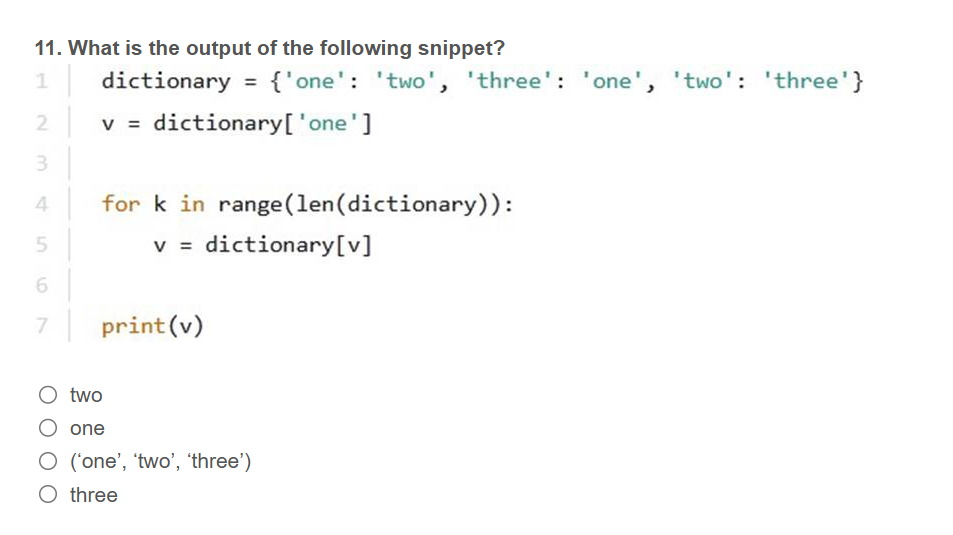 11. What is the output of the following snippet?
1 dictionary = {'one': 'two', 'three': 'one', 'two': 'three'}
2 v = dictionary['one']
3
4 for k in range(len(dictionary)):
5     v = dictionary[v]
6
7 print(v)
two
one
(‘one’, ‘two’, ‘three’)
three